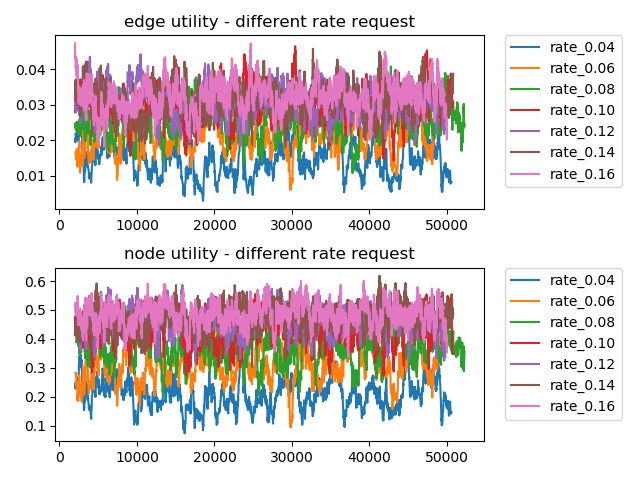 edge utility - different rate request
0.04
0.03
0.02
0.01
0 10000 20000 30000 40000 50000
rate_0.04
rate_0.06
rate_0.08
rate_0.10
rate_0.12
rate_0.14
rate_0.16
node utility - different rate request
0.6
0.5
0.4
0.3
0.2
0.1
0 10000 20000 30000 40000 50000
rate_0.04
rate_0.06
rate_0.08
rate_0.10
rate_0.12
rate_0.14
rate_0.16